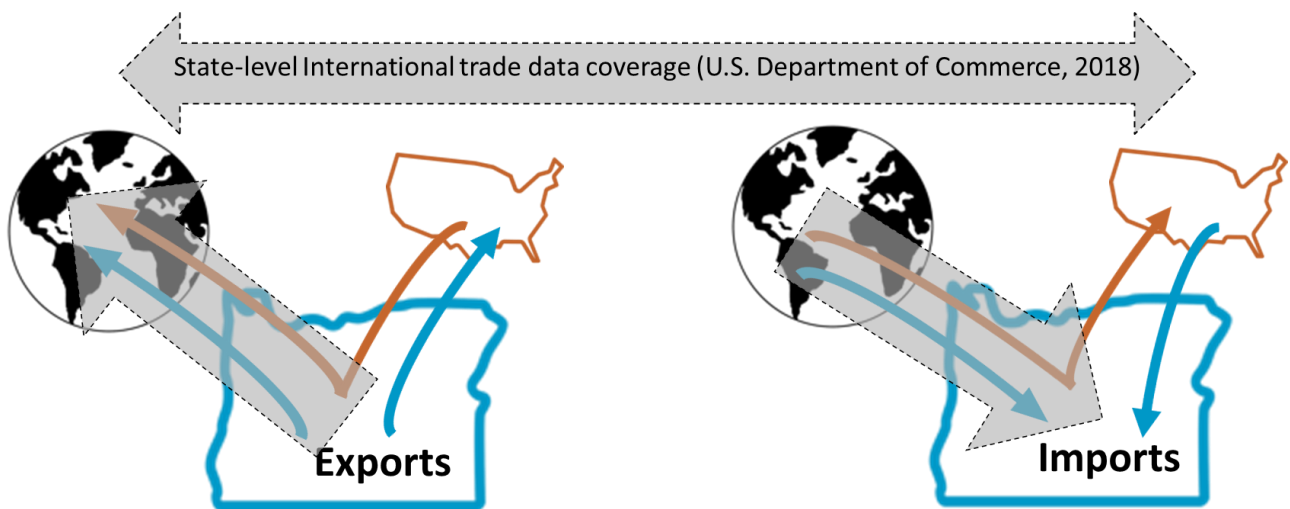 State-level International trade data coverage (U.S. Department of Commerce, 2018)
Exports
Imports